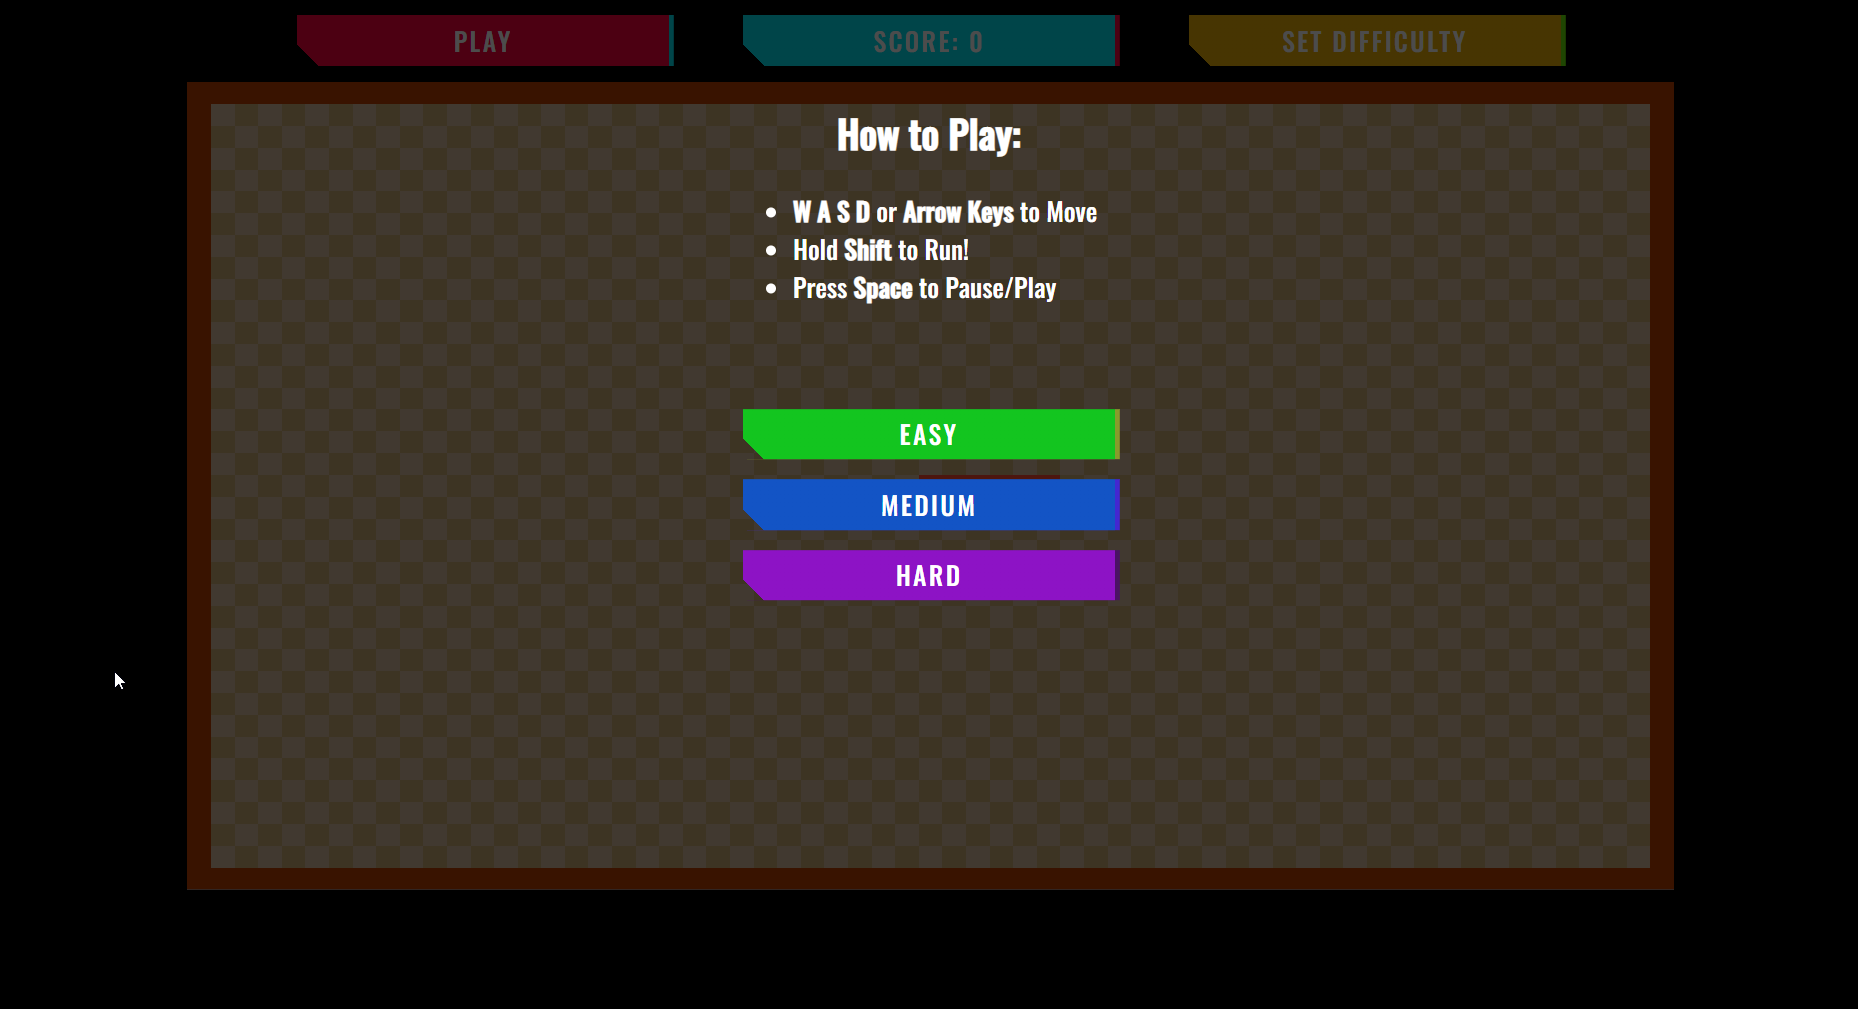 PLAY
SCORE: 0
SET DIFFICULTY
How to Play:
W A S D or Arrow Keys to Move
Hold Shift to Run!
Press Space to Pause/Play
EASY
MEDIUM
HARD